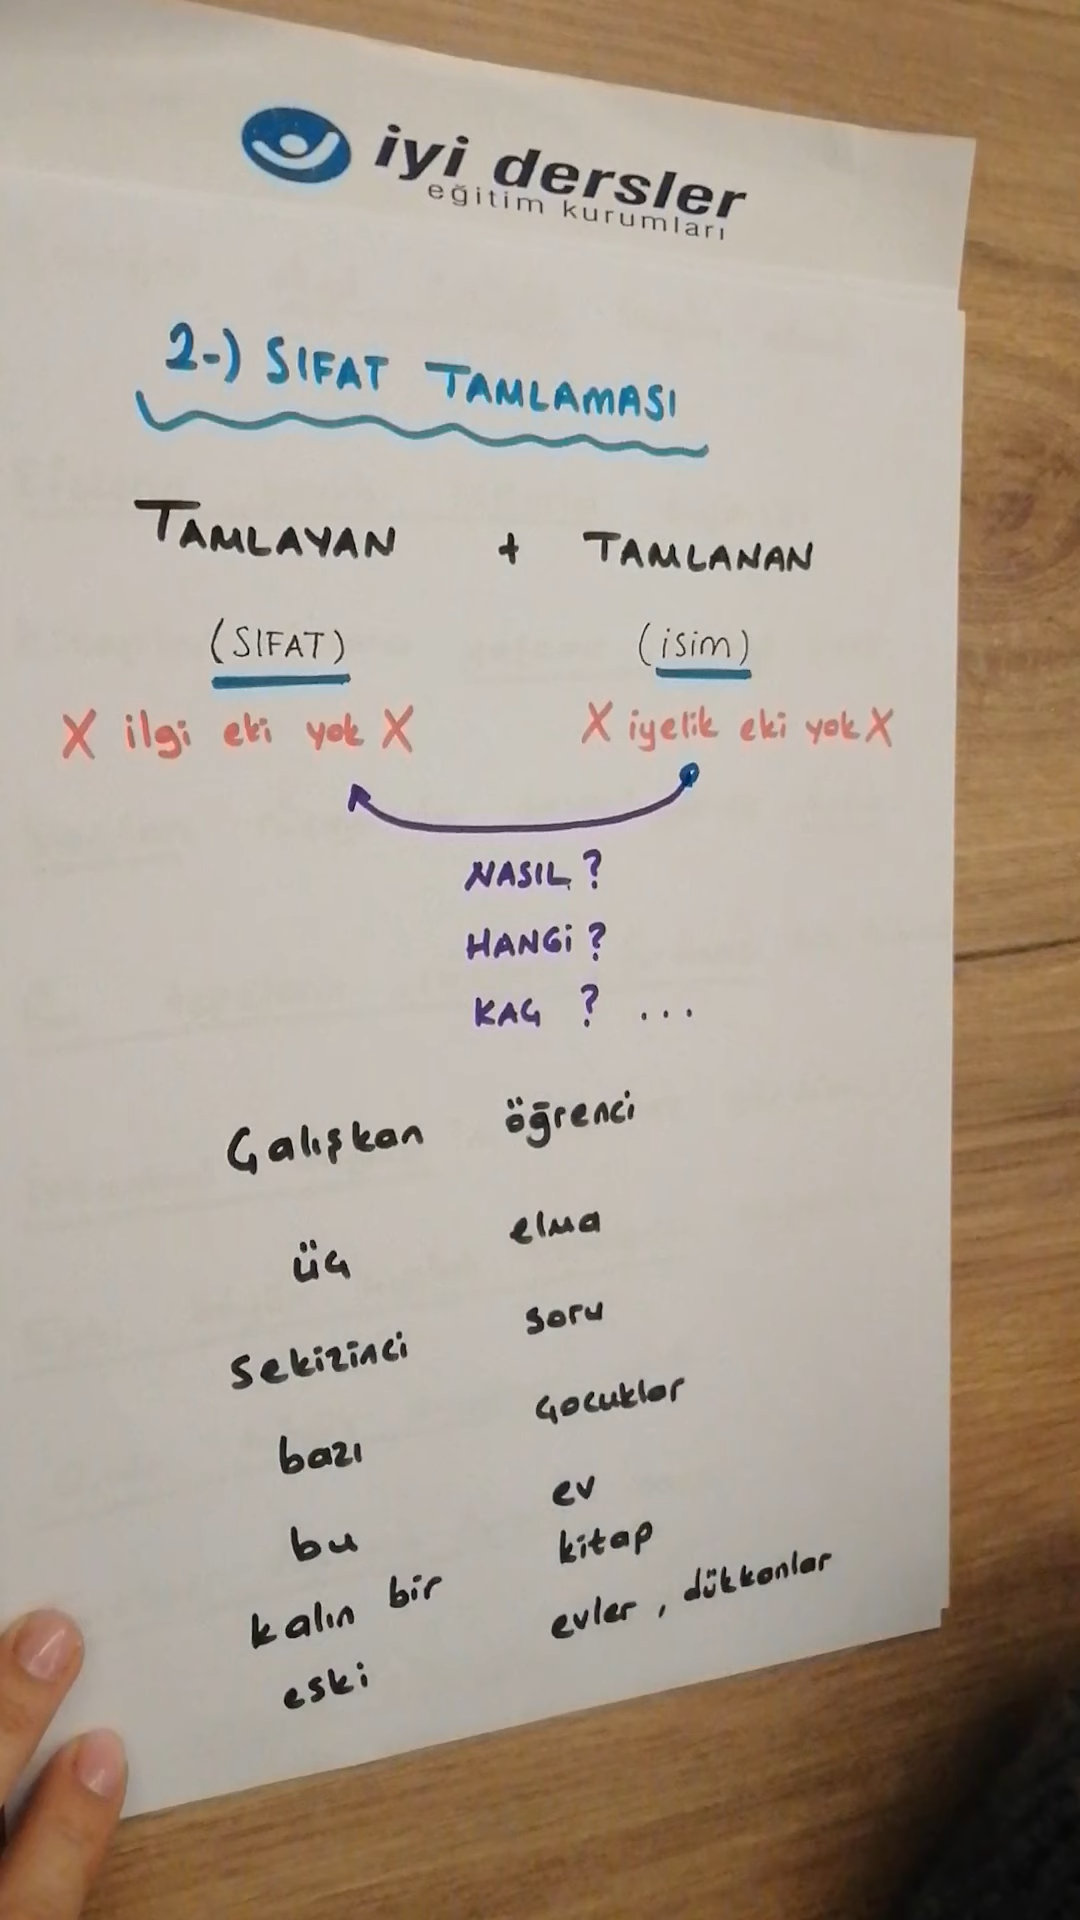 iyi dersler
eğitim kurumları
2-) SIFAT TAMLAMASI
TAMLAYAN + TAMLANAN
(SIFAT) (isim)
X ilgi eki yok X X iyelik eki yok X
NASIL ?
HANGİ ?
KAÇ ? ...
Çalışkan öğrenci
üç elma
sekizinci soru
bazı çocuklar
bu ev
kalın bir kitap
eski evler , dükkanlar